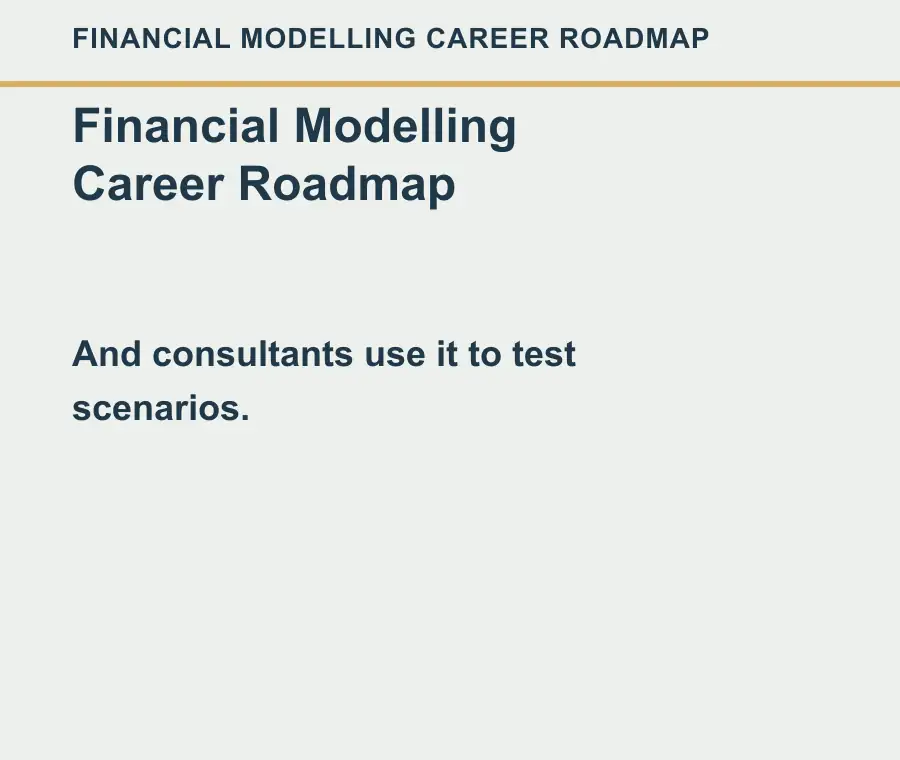 FINANCIAL MODELLING CAREER ROADMAP
Financial Modelling
Career Roadmap
And consultants use it to test
scenarios.